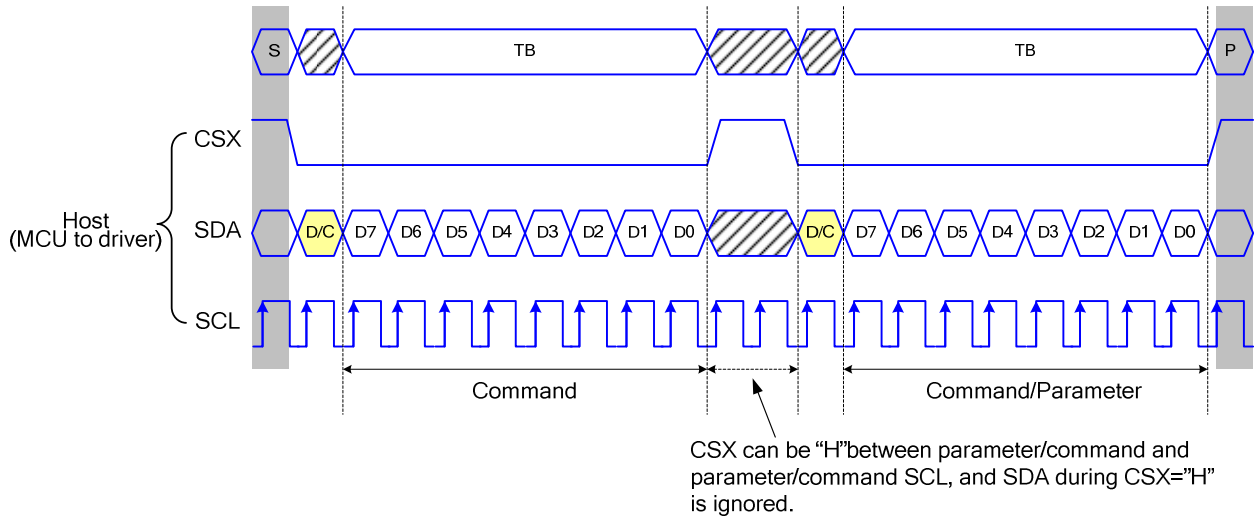 S TB TB P
CSX
Host
(MCU to driver)
SDA D/C D7 D6 D5 D4 D3 D2 D1 D0 D/C D7 D6 D5 D4 D3 D2 D1 D0
SCL
Command Command/Parameter
CSX can be “H”between parameter/command and
parameter/command SCL, and SDA during CSX=”H”
is ignored.